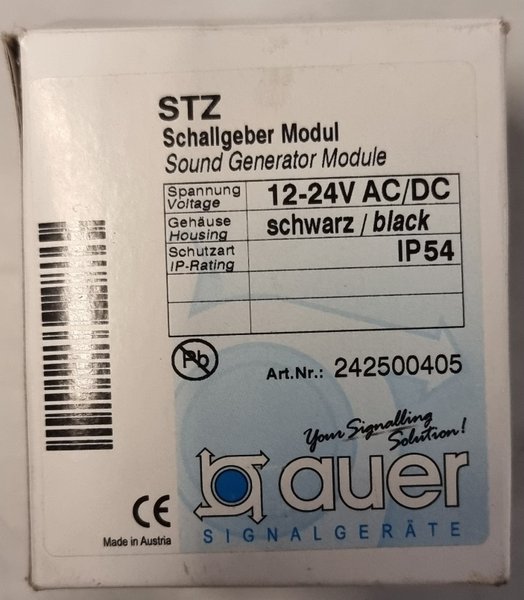 STZ
Schallgeber Modul
Sound Generator Module
Spannung
Voltage
12-24V AC/DC
Gehäuse
Housing
schwarz / black
Schutzart
IP-Rating
IP54
Pb
Art.Nr.: 242500405
Your Signalling
Solution!
auer
SIGNALGERÄTE
CE
Made in Austria